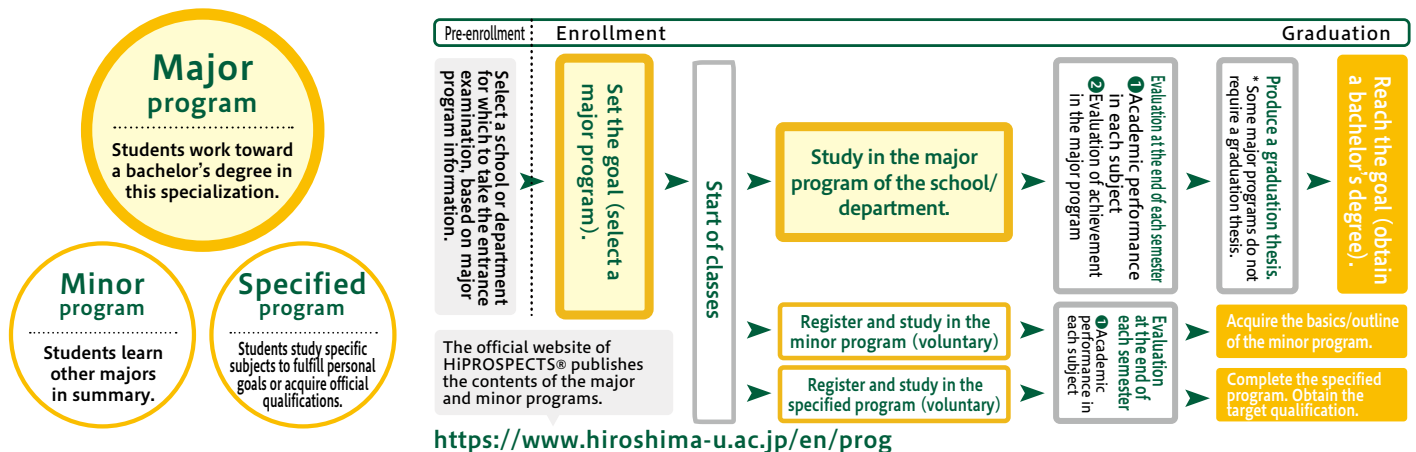 Major
program
Students work toward
a bachelor's degree in
this specialization.
Minor
program
Students learn
other majors
in summary.
Specified
program
Students study specific
subjects to fulfill personal
goals or acquire official
qualifications.
Pre-enrollment
Enrollment
Graduation
Select a school or department
for which to take the entrance
examination, based on major
program information.
Set the goal (select a
major program).
The official website of
HiPROSPECTS® publishes
the contents of the major
and minor programs.
https://www.hiroshima-u.ac.jp/en/prog
Start of classes
Study in the major
program of the school/
department.
Evaluation at the end of each semester
❶Academic performance
in each subject
❷Evaluation of achievement
in the major program
Produce a graduation thesis.
* Some major programs do not
require a graduation thesis.
Reach the goal (obtain
a bachelor's degree).
Register and study in the
minor program (voluntary)
Register and study in the
specified program (voluntary)
Evaluation
at the end of
each semester
❶Academic
performance in
each subject
Acquire the basics/outline
of the minor program.
Complete the specified
program. Obtain the
target qualification.